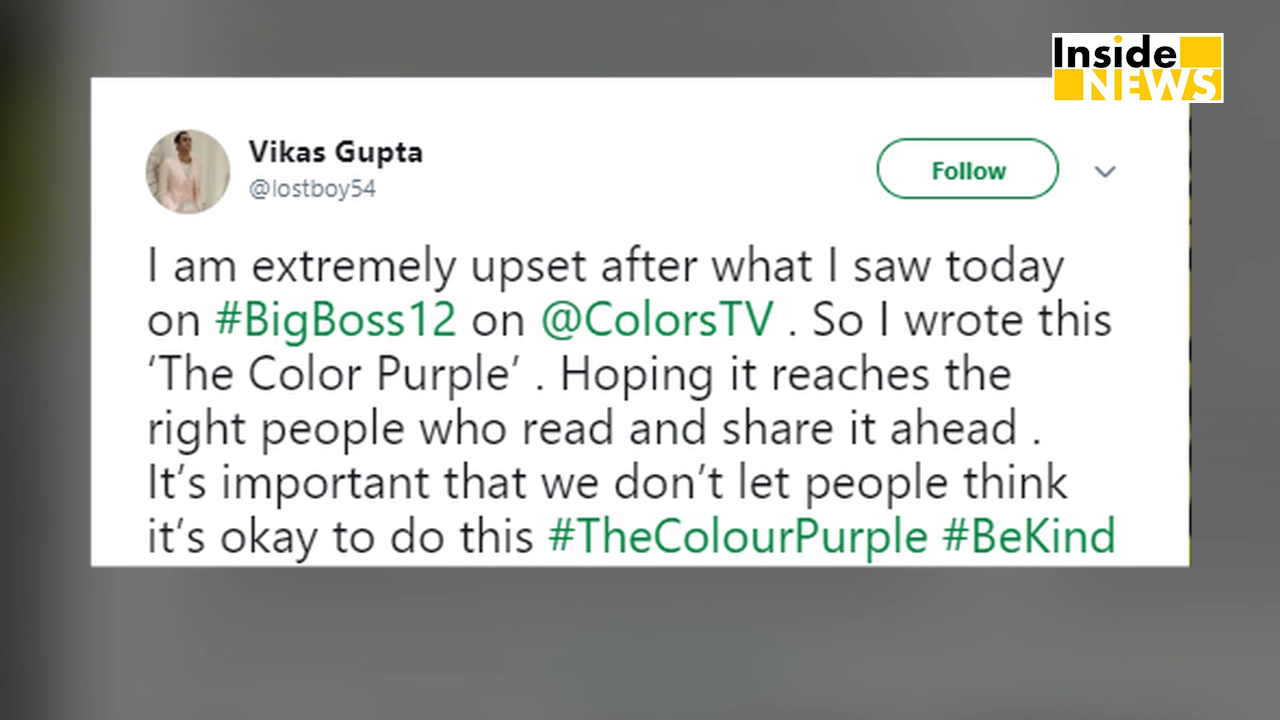 Inside
NEWS
Vikas Gupta
@lostboy54
Follow
I am extremely upset after what I saw today
on #BigBoss12 on @ColorsTV . So I wrote this
‘The Color Purple’ . Hoping it reaches the
right people who read and share it ahead .
It’s important that we don’t let people think
it’s okay to do this #TheColourPurple #BeKind